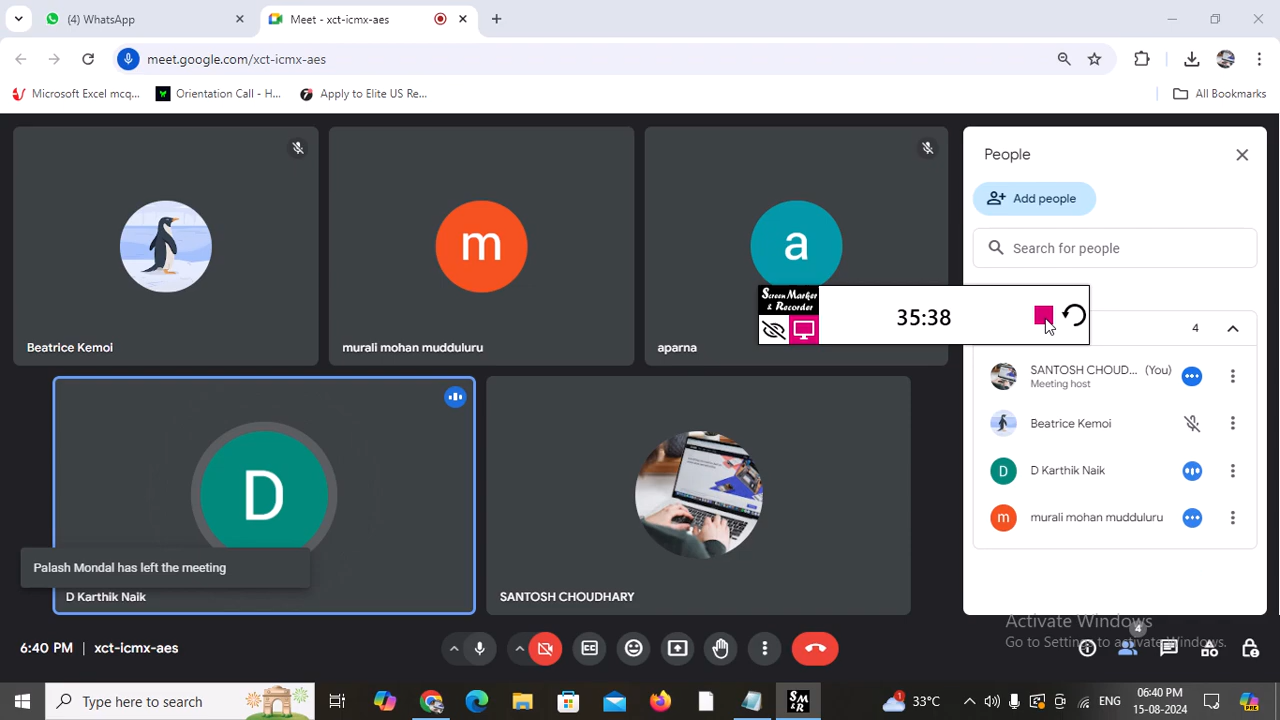 (4) WhatsApp
Meet - xct-icmx-aes
meet.google.com/xct-icmx-aes
Microsoft Excel mcq...
Orientation Call - H...
Apply to Elite US Re...
All Bookmarks
Beatrice Kemoi
m
murali mohan mudduluru
a
aparna
D
D Karthik Naik
Palash Mondal has left the meeting
SANTOSH CHOUDHARY
Screen Marker
& Recorder
35:38
People
Add people
Search for people
4
SANTOSH CHOUD... (You)
Meeting host
Beatrice Kemoi
D
D Karthik Naik
m
murali mohan mudduluru
Activate Windows
Go to Settings to activate Windows.
6:40 PM | xct-icmx-aes
4
Type here to search
SM
&R
1
33°C
ENG
06:40 PM
15-08-2024
PRE